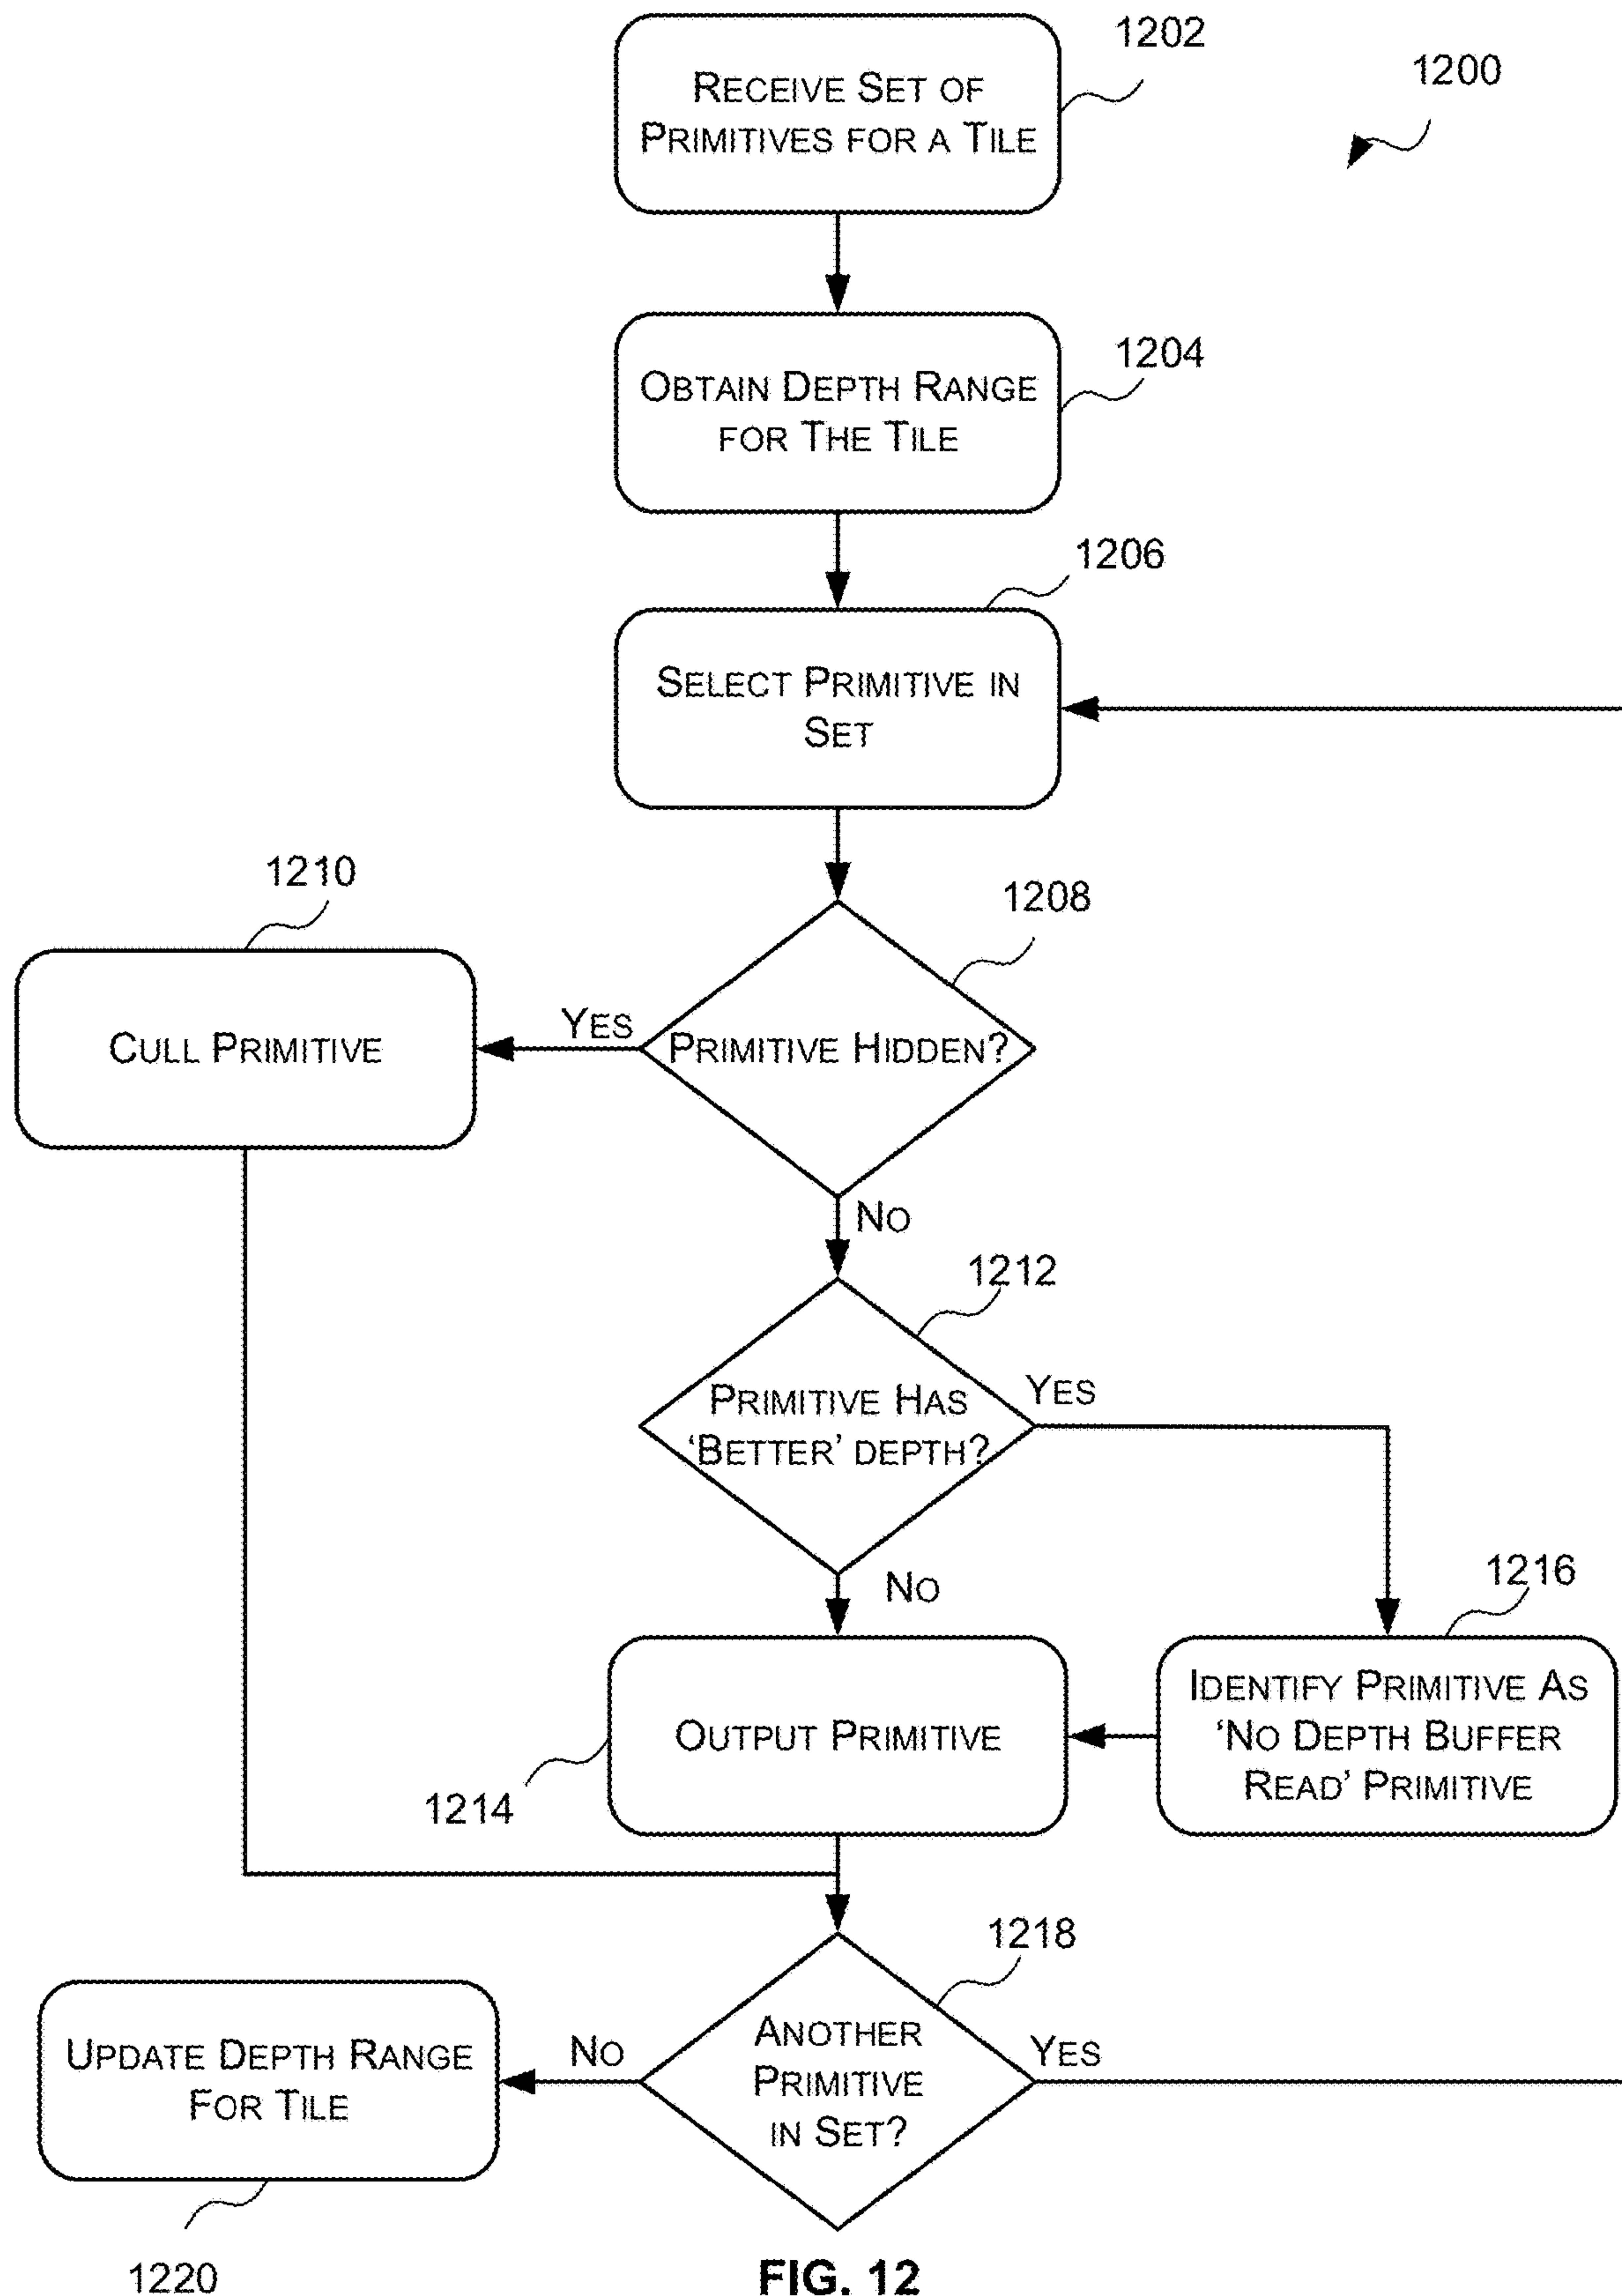 1202
1200
RECEIVE SET OF
PRIMITIVES FOR A TILE
1204
OBTAIN DEPTH RANGE
FOR THE TILE
1206
SELECT PRIMITIVE IN
SET
1210
1208
CULL PRIMITIVE
YES
PRIMITIVE HIDDEN?
NO
1212
PRIMITIVE HAS
'BETTER' DEPTH?
YES
NO
1216
OUTPUT PRIMITIVE
IDENTIFY PRIMITIVE AS
'NO DEPTH BUFFER
READ' PRIMITIVE
1214
1218
UPDATE DEPTH RANGE
FOR TILE
NO
ANOTHER
PRIMITIVE
IN SET?
YES
1220
FIG. 12